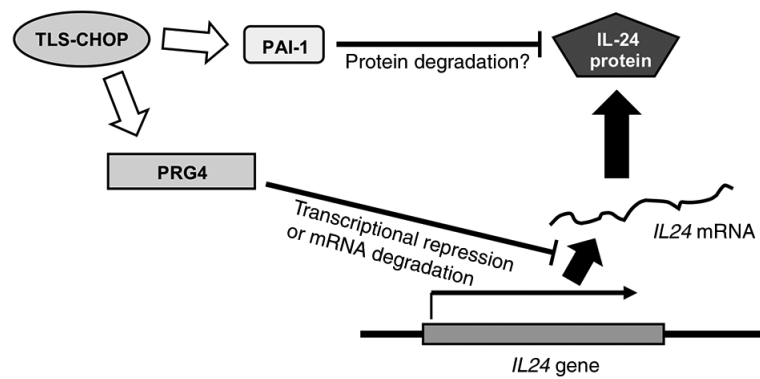 TLS-CHOP
PAI-1
IL-24
protein
Protein degradation?
PRG4
Transcriptional repression
or mRNA degradation
IL24 mRNA
IL24 gene